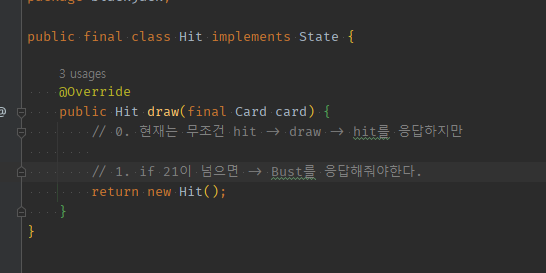 public final class Hit implements State {
3 usages
@Override
public Hit draw(final Card card) {
// 0. 현재는 무조건 hit → draw → hit를 응답하지만
// 1. if 21이 넘으면 → Bust를 응답해줘야한다.
return new Hit();
}
}